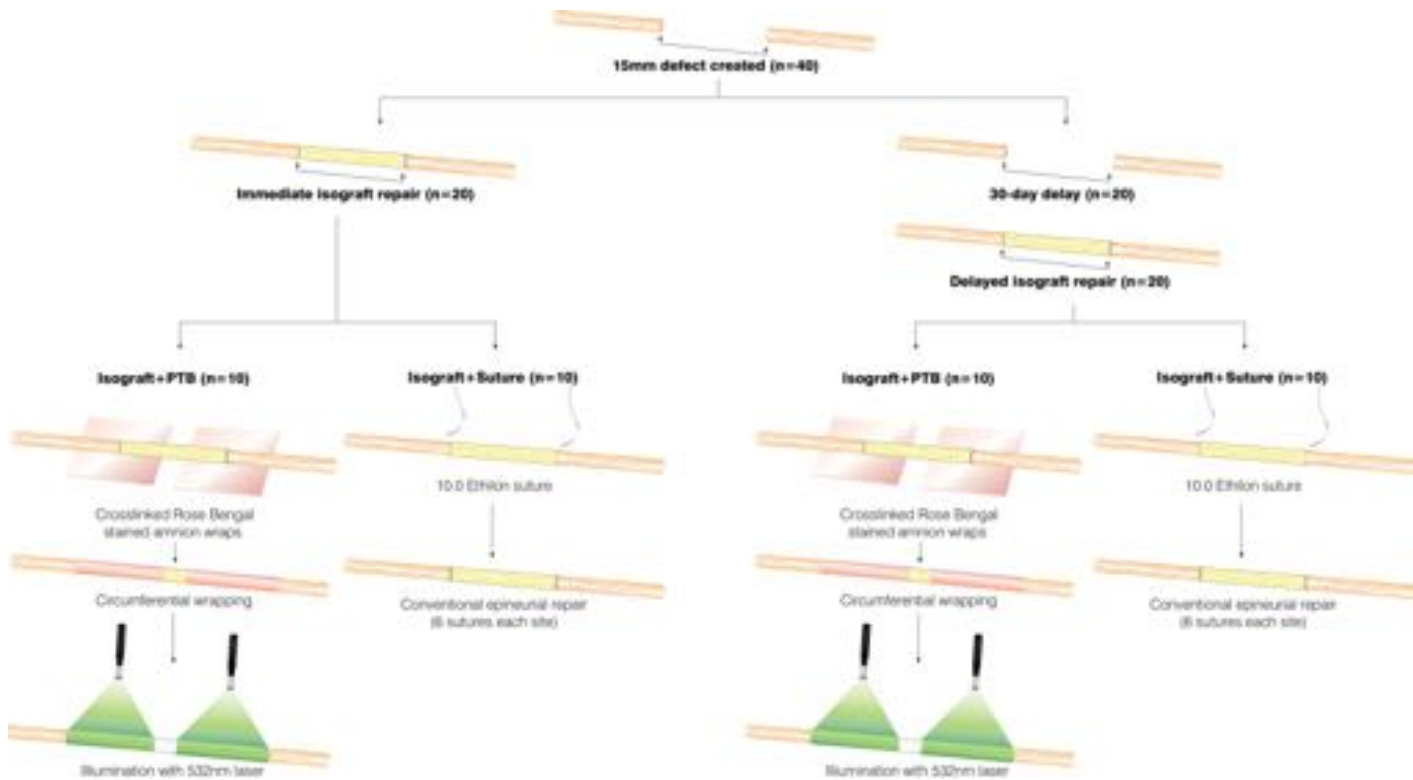 15mm defect created (n=40)
Immediate isograft repair (n=20)
30-day delay (n=20)
Delayed isograft repair (n=20)
Isograft+PTB (n=10)
Isograft+Suture (n=10)
Isograft+PTB (n=10)
Isograft+Suture (n=10)
10.0 Ethilon suture
10.0 Ethilon suture
Crosslinked Rose Bengal
stained amnion wraps
Crosslinked Rose Bengal
stained amnion wraps
Circumferential wrapping
Conventional epineurial repair
(6 sutures each site)
Circumferential wrapping
Conventional epineurial repair
(6 sutures each site)
Illumination with 532nm laser
Illumination with 532nm laser